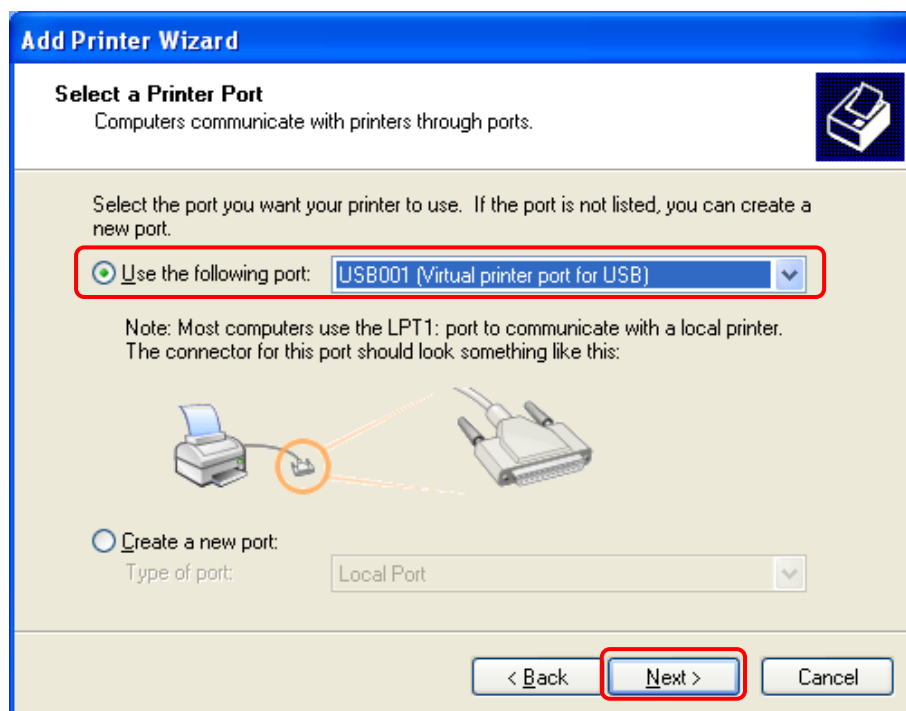 Add Printer Wizard
Select a Printer Port
Computers communicate with printers through ports.
Select the port you want your printer to use.  If the port is not listed, you can create a
new port.
Use the following port: USB001 (Virtual printer port for USB)
Note: Most computers use the LPT1: port to communicate with a local printer.
The connector for this port should look something like this:
Create a new port:
Type of port: Local Port
< Back Next > Cancel